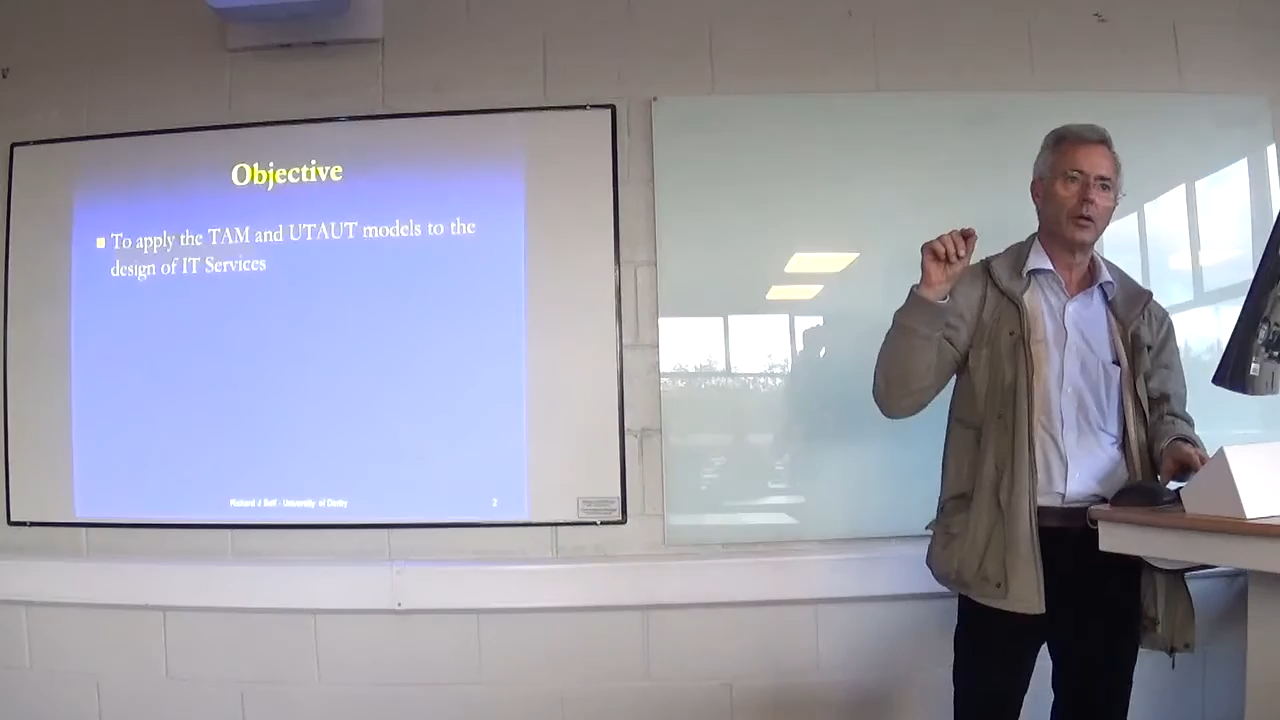 Objective
To apply the TAM and UTAUT models to the
design of IT Services
Richard J Self - University of Derby
2